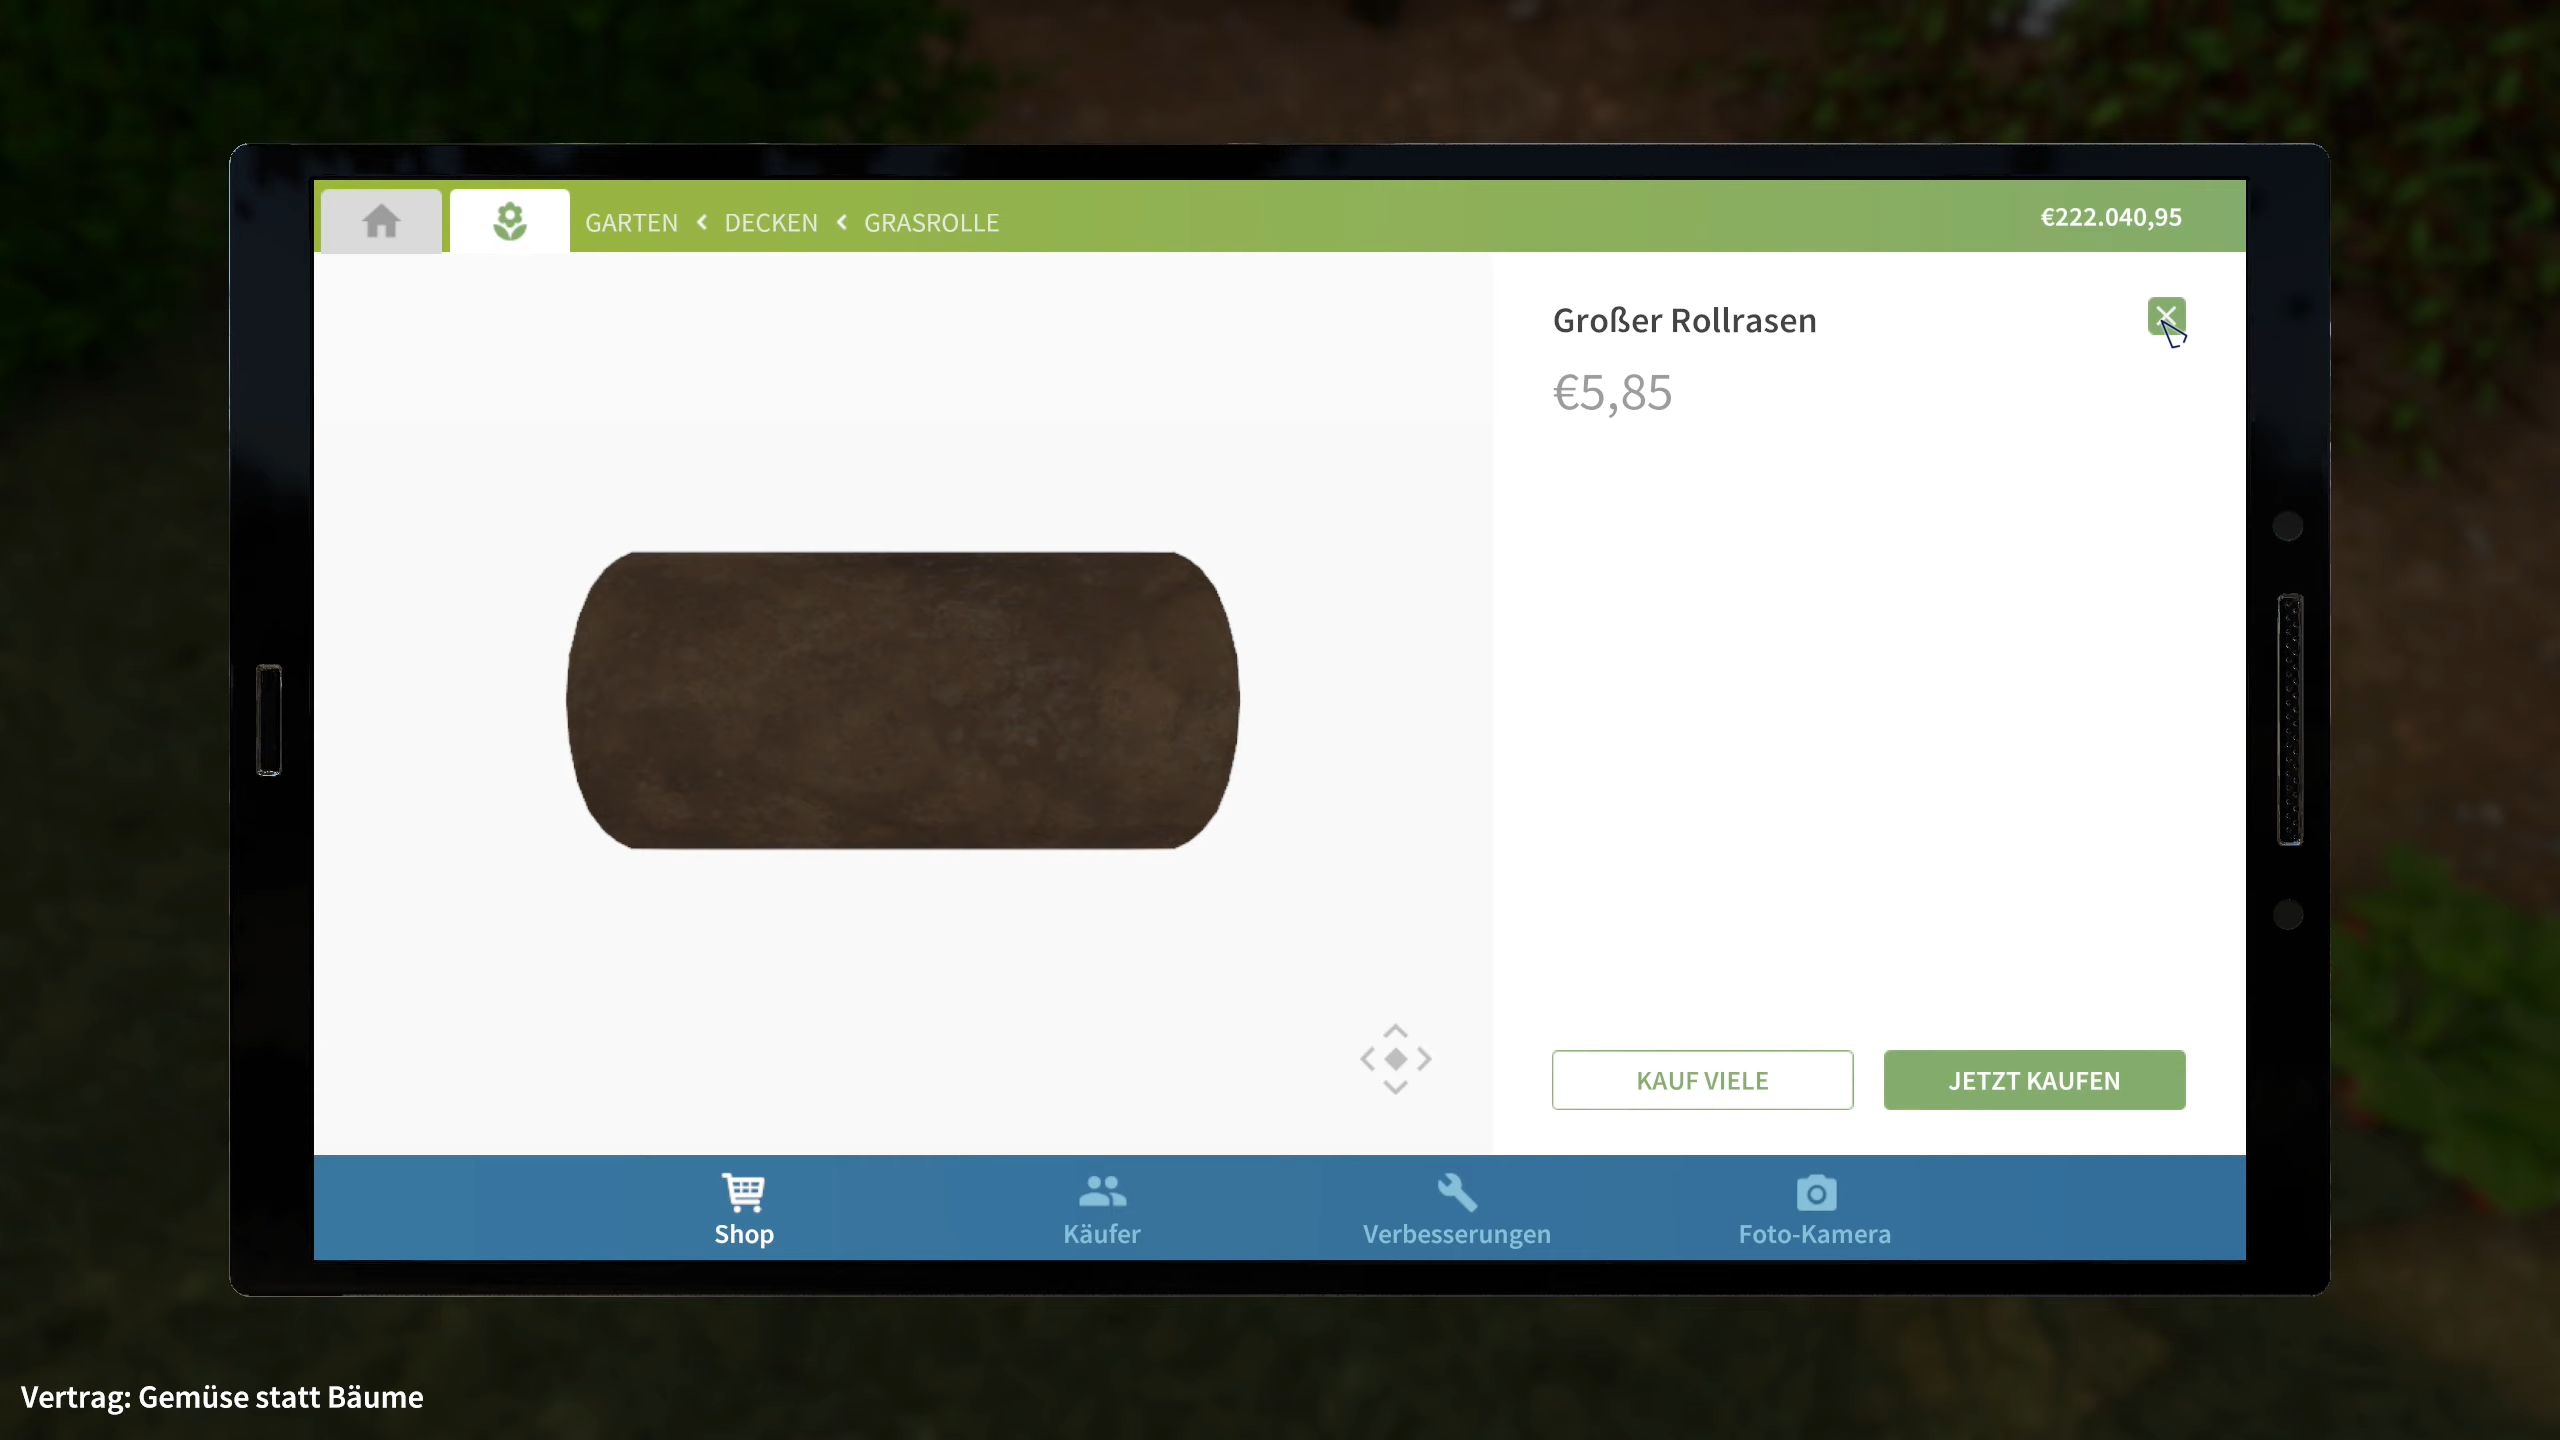 GARTEN < DECKEN < GRASROLLE
€222.040,95
Großer Rollrasen
€5,85
KAUF VIELE
JETZT KAUFEN
Shop
Käufer
Verbesserungen
Foto-Kamera
Vertrag: Gemüse statt Bäume